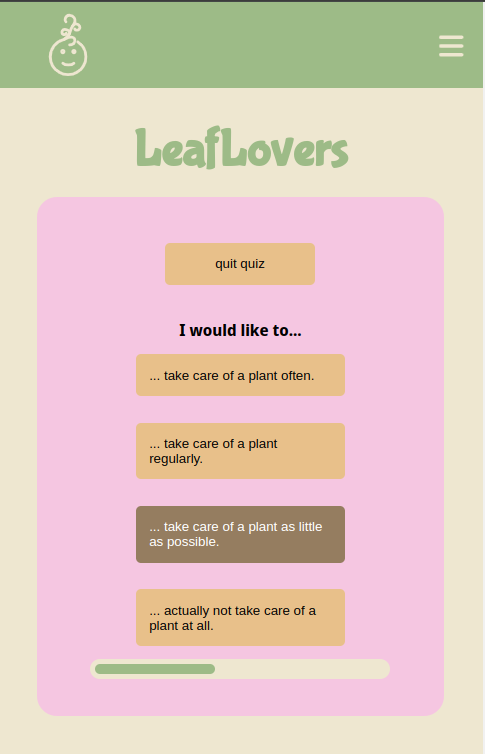 LeafLovers
quit quiz
I would like to...
... take care of a plant often.
... take care of a plant
regularly.
... take care of a plant as little
as possible.
... actually not take care of a
plant at all.